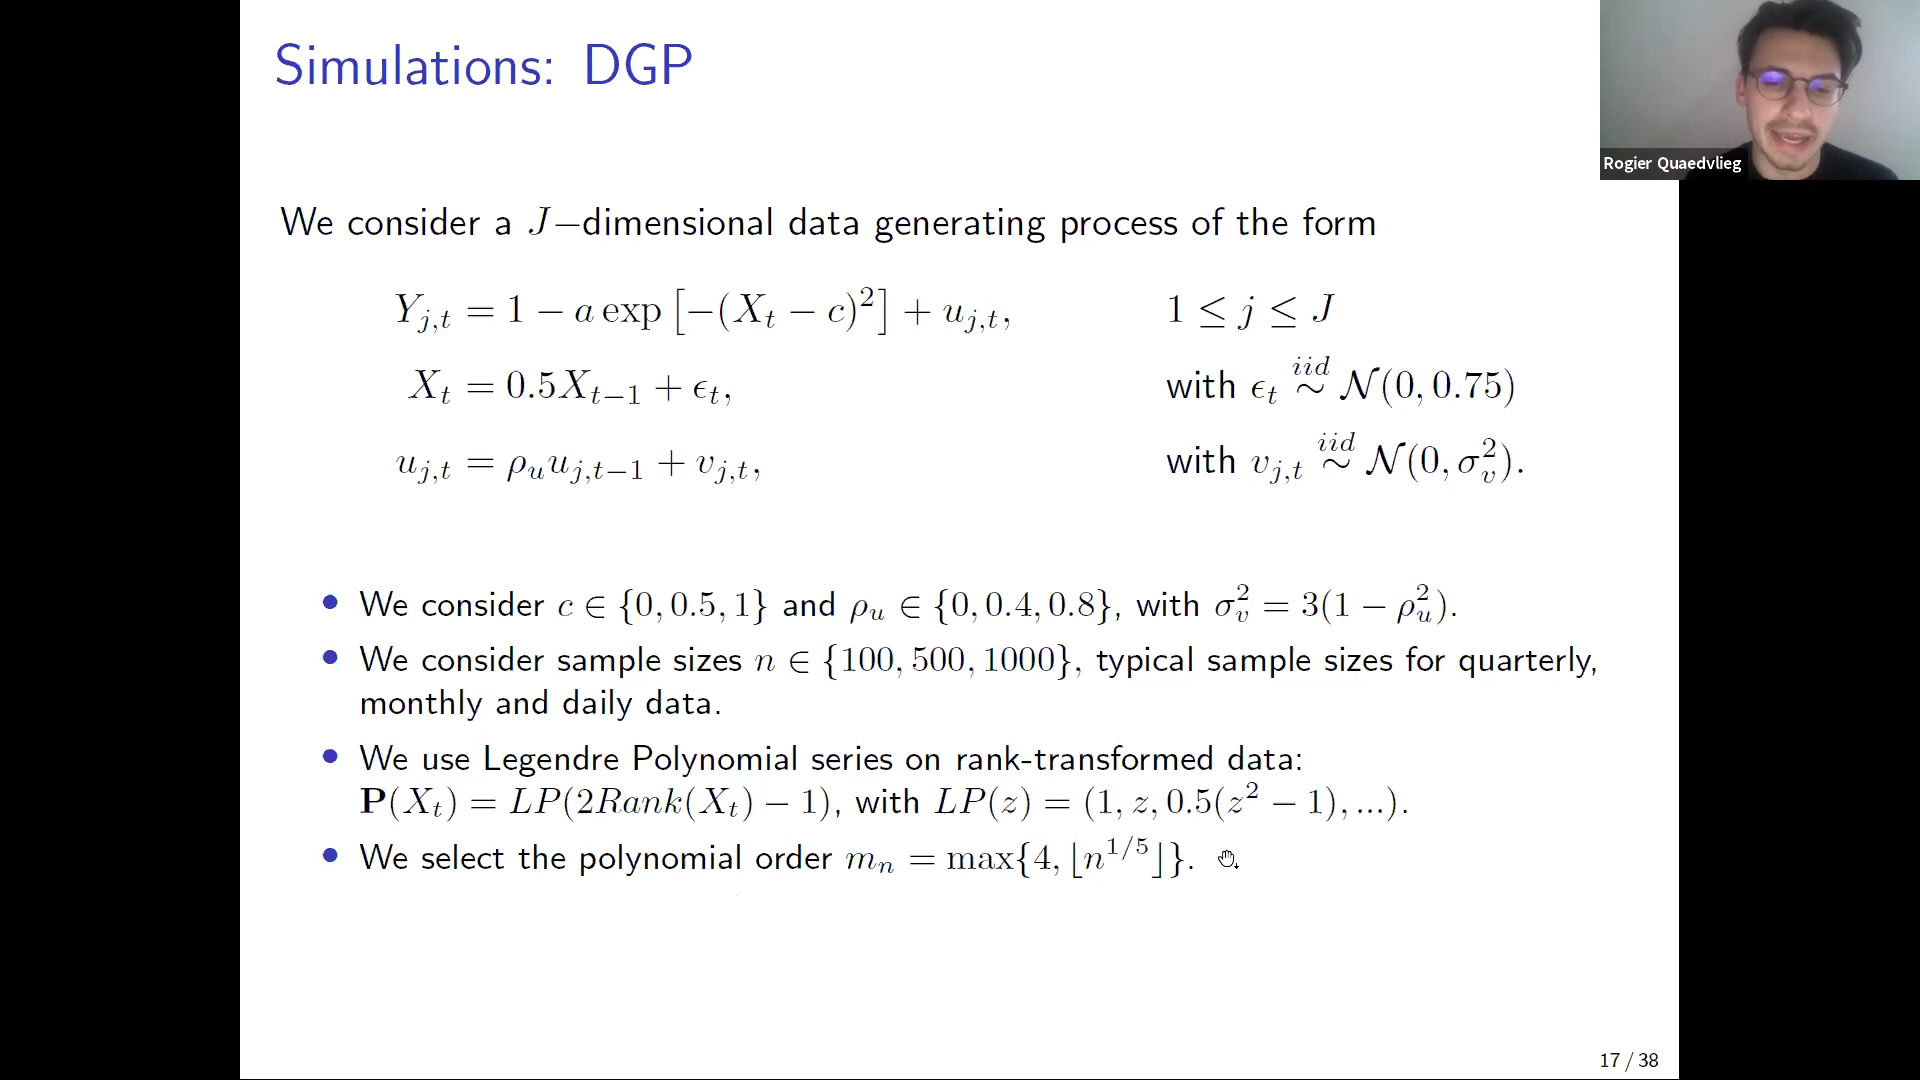 Simulations: DGP
Rogier Quaedvlieg
We consider a J−dimensional data generating process of the form
Y_{j,t} = 1 − a exp [−(X_t − c)^2] + u_{j,t}, 1 ≤ j ≤ J
X_t = 0.5X_{t−1} + ϵ_t, with ϵ_t \overset{iid}{∼} 𝒩(0, 0.75)
u_{j,t} = ρ_u u_{j,t−1} + v_{j,t}, with v_{j,t} \overset{iid}{∼} 𝒩(0, σ_v^2).
• We consider c ∈ {0, 0.5, 1} and ρ_u ∈ {0, 0.4, 0.8}, with σ_v^2 = 3(1 − ρ_u^2).
• We consider sample sizes n ∈ {100, 500, 1000}, typical sample sizes for quarterly,
monthly and daily data.
• We use Legendre Polynomial series on rank-transformed data:
P(X_t) = LP(2Rank(X_t) − 1), with LP(z) = (1, z, 0.5(z^2 − 1), ...).
• We select the polynomial order m_n = max{4, ⌊n^{1/5}⌋}.
17 / 38